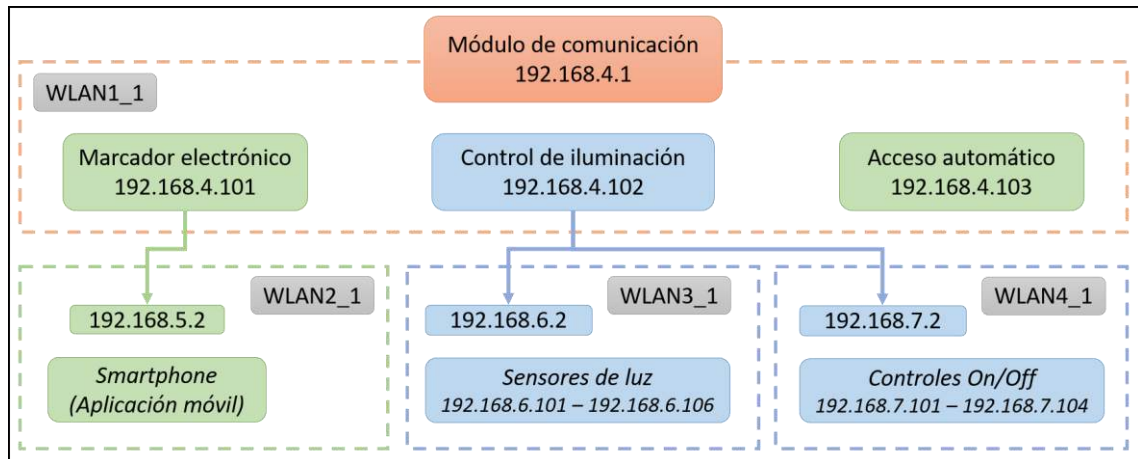 Módulo de comunicación
192.168.4.1
WLAN1_1
Marcador electrónico
192.168.4.101
Control de iluminación
192.168.4.102
Acceso automático
192.168.4.103
WLAN2_1
192.168.5.2
Smartphone
(Aplicación móvil)
WLAN3_1
192.168.6.2
Sensores de luz
192.168.6.101 – 192.168.6.106
WLAN4_1
192.168.7.2
Controles On/Off
192.168.7.101 – 192.168.7.104